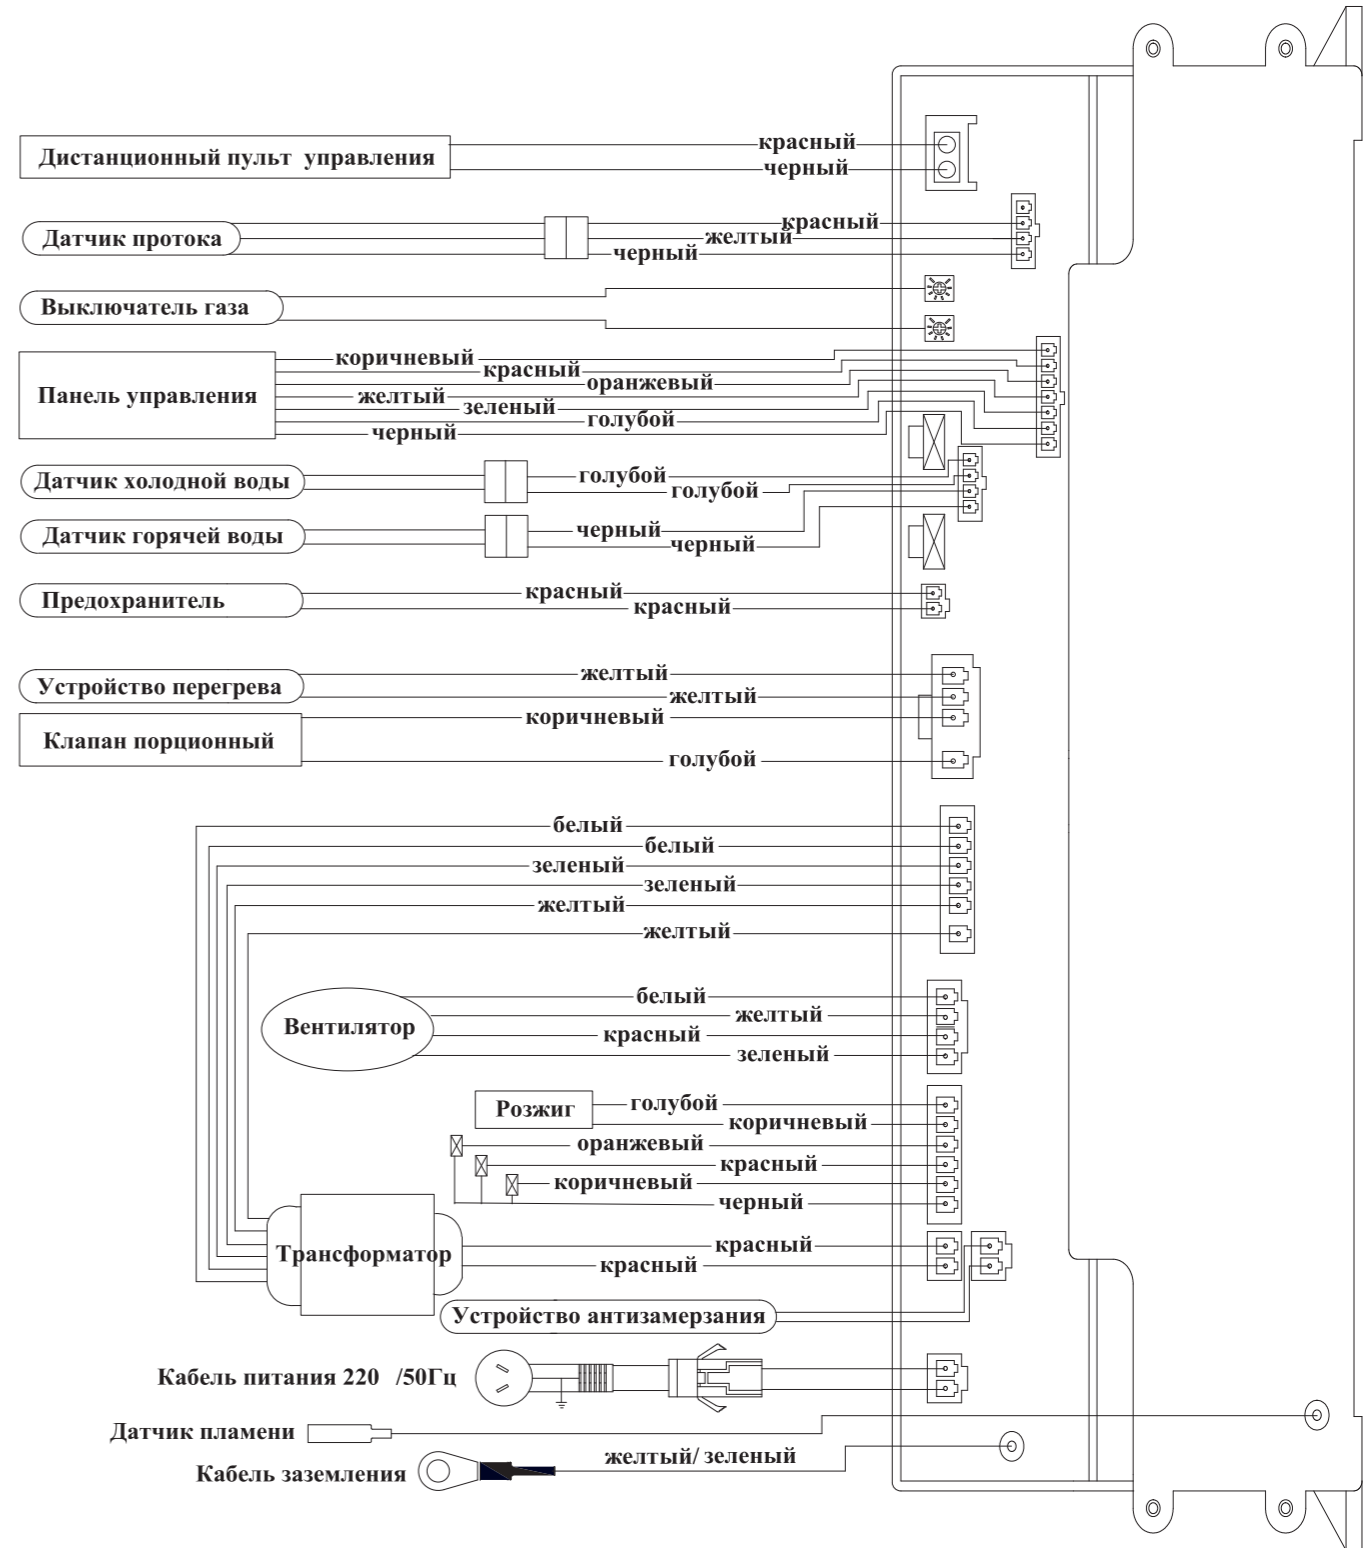 красный
Дистанционный пульт управления
черный
красный
Датчик протока
желтый
черный
Выключатель газа
коричневый
красный
оранжевый
Панель управления
желтый
зеленый
голубой
черный
голубой
Датчик холодной воды
голубой
черный
Датчик горячей воды
черный
красный
Предохранитель
красный
желтый
Устройство перегрева
желтый
коричневый
Клапан порционный
голубой
белый
белый
зеленый
зеленый
желтый
желтый
белый
желтый
Вентилятор
красный
зеленый
голубой
Розжиг
коричневый
оранжевый
красный
коричневый
черный
красный
Трансформатор
красный
Устройство антизамерзания
Кабель питания 220 /50Гц
Датчик пламени
желтый/ зеленый
Кабель заземления